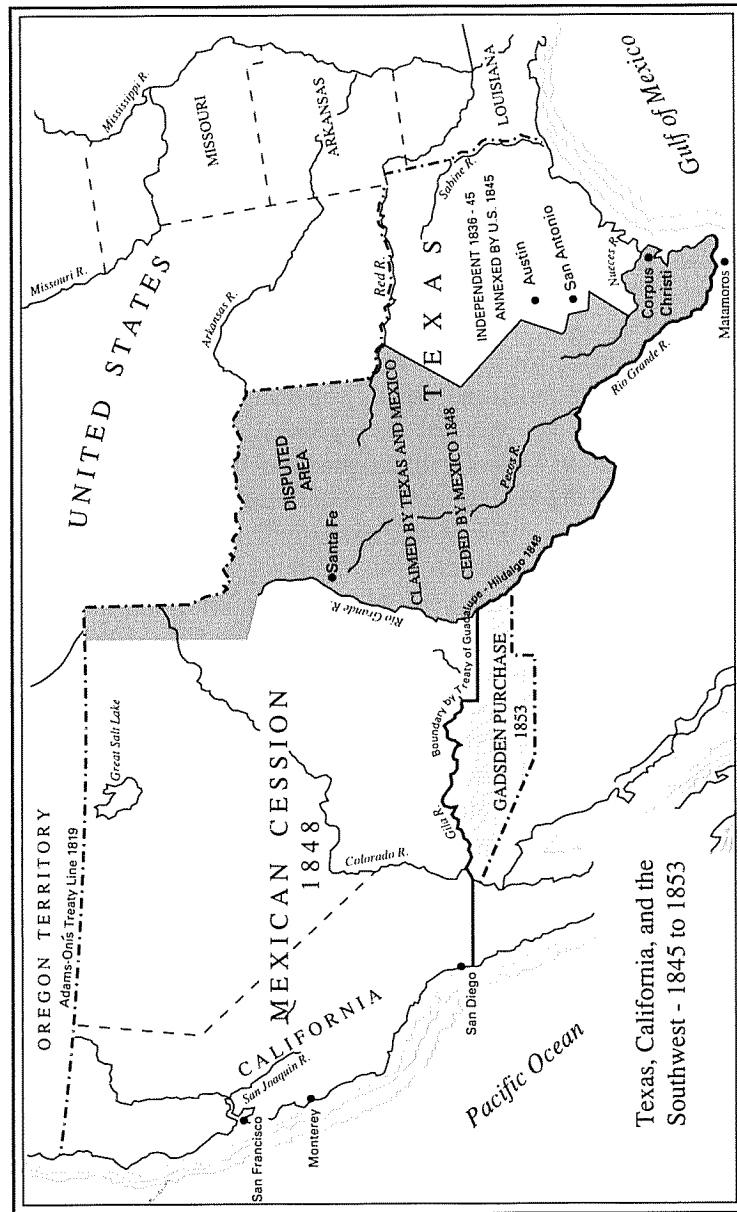 OREGON TERRITORY
Adams-Onís Treaty Line 1819
Great Salt Lake
UNITED STATES
Missouri R.
Mississippi R.
MISSOURI
ARKANSAS
LOUISIANA
Arkansas R.
Red R.
Sabine R.
TEXAS
INDEPENDENT 1836 - 45
ANNEXED BY U.S. 1845
Austin
San Antonio
Nueces R.
Corpus
Christi
Matamoros
Rio Grande R.
Gulf of Mexico
DISPUTED
AREA
Santa Fe
CLAIMED BY TEXAS AND MEXICO
CEDED BY MEXICO 1848
Pecos R.
Rio Grande R.
Boundary by Treaty of Guadalupe - Hildalgo 1848
GADSDEN PURCHASE
1853
Gila R.
MEXICAN CESSION
1848
Colorado R.
CALIFORNIA
San Joaquin R.
San Francisco
Monterey
San Diego
Pacific Ocean
Texas, California, and the
Southwest - 1845 to 1853